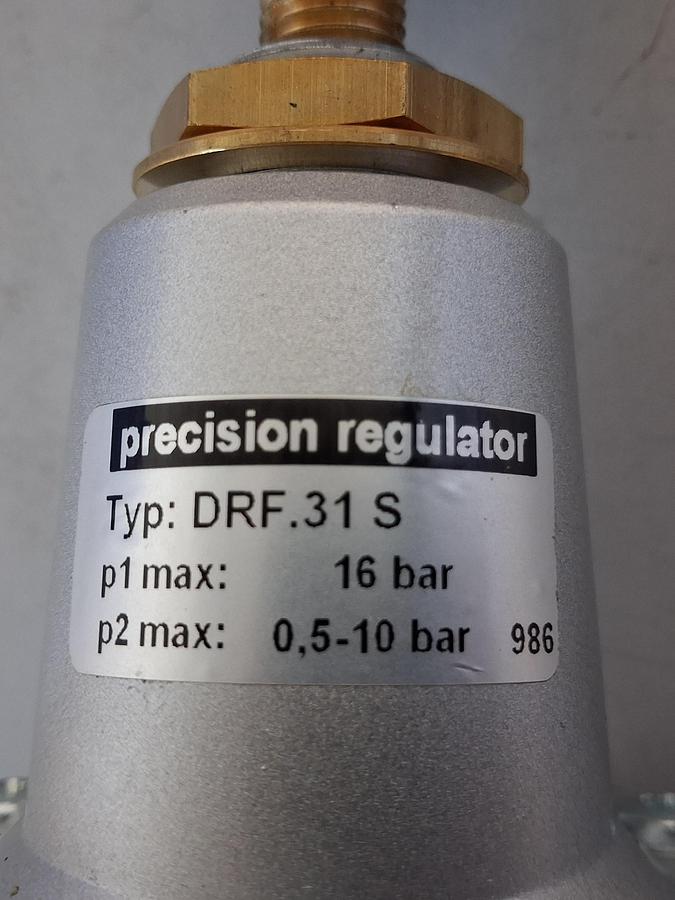 precision regulator
Typ: DRF.31 S
p1 max: 16 bar
p2 max: 0,5-10 bar 986